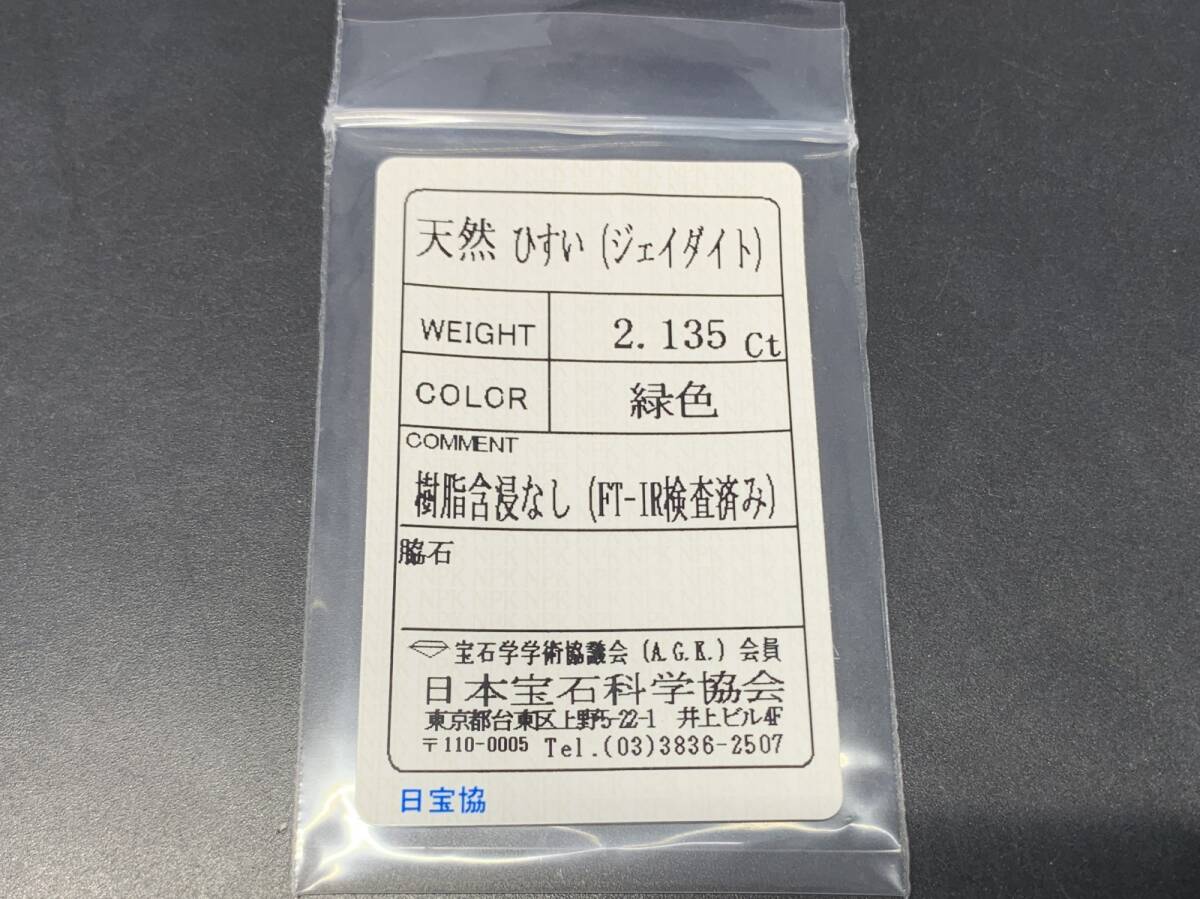 天然 ひすい (ジェイダイト)
WEIGHT 2.135 Ct
COLOR 緑色
COMMENT
樹脂含浸なし (FT-IR検査済み)
脇石
宝石学学術協議会 (A.G.K.) 会員
日本宝石科学協会
東京都台東区上野5-22-1 井上ビル4F
〒110-0005 Tel.(03)3836-2507
日宝協